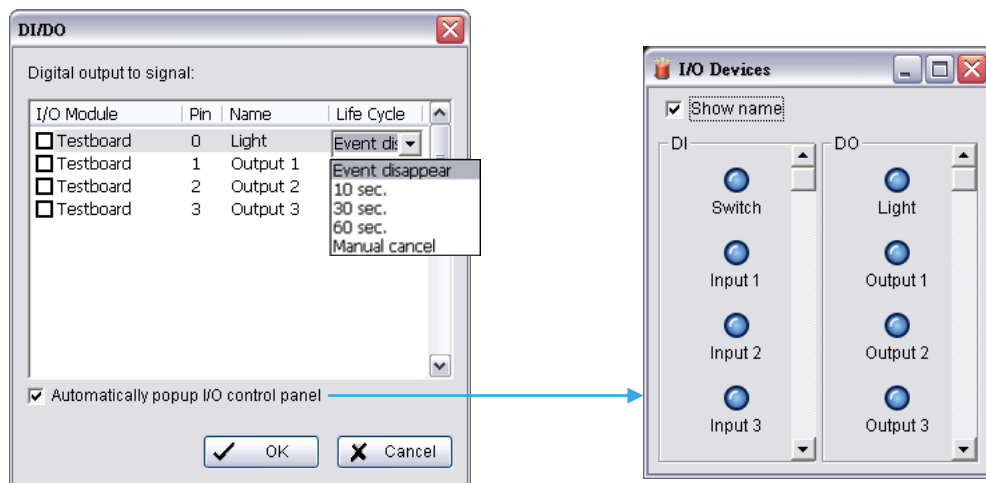 DI/DO
Digital output to signal:
I/O Module Pin Name Life Cycle
Testboard 0 Light Event dis
Testboard 1 Output 1
Testboard 2 Output 2
Testboard 3 Output 3
Event disappear
10 sec.
30 sec.
60 sec.
Manual cancel
Automatically popup I/O control panel
OK Cancel
I/O Devices
Show name
DI
Switch
Input 1
Input 2
Input 3
DO
Light
Output 1
Output 2
Output 3